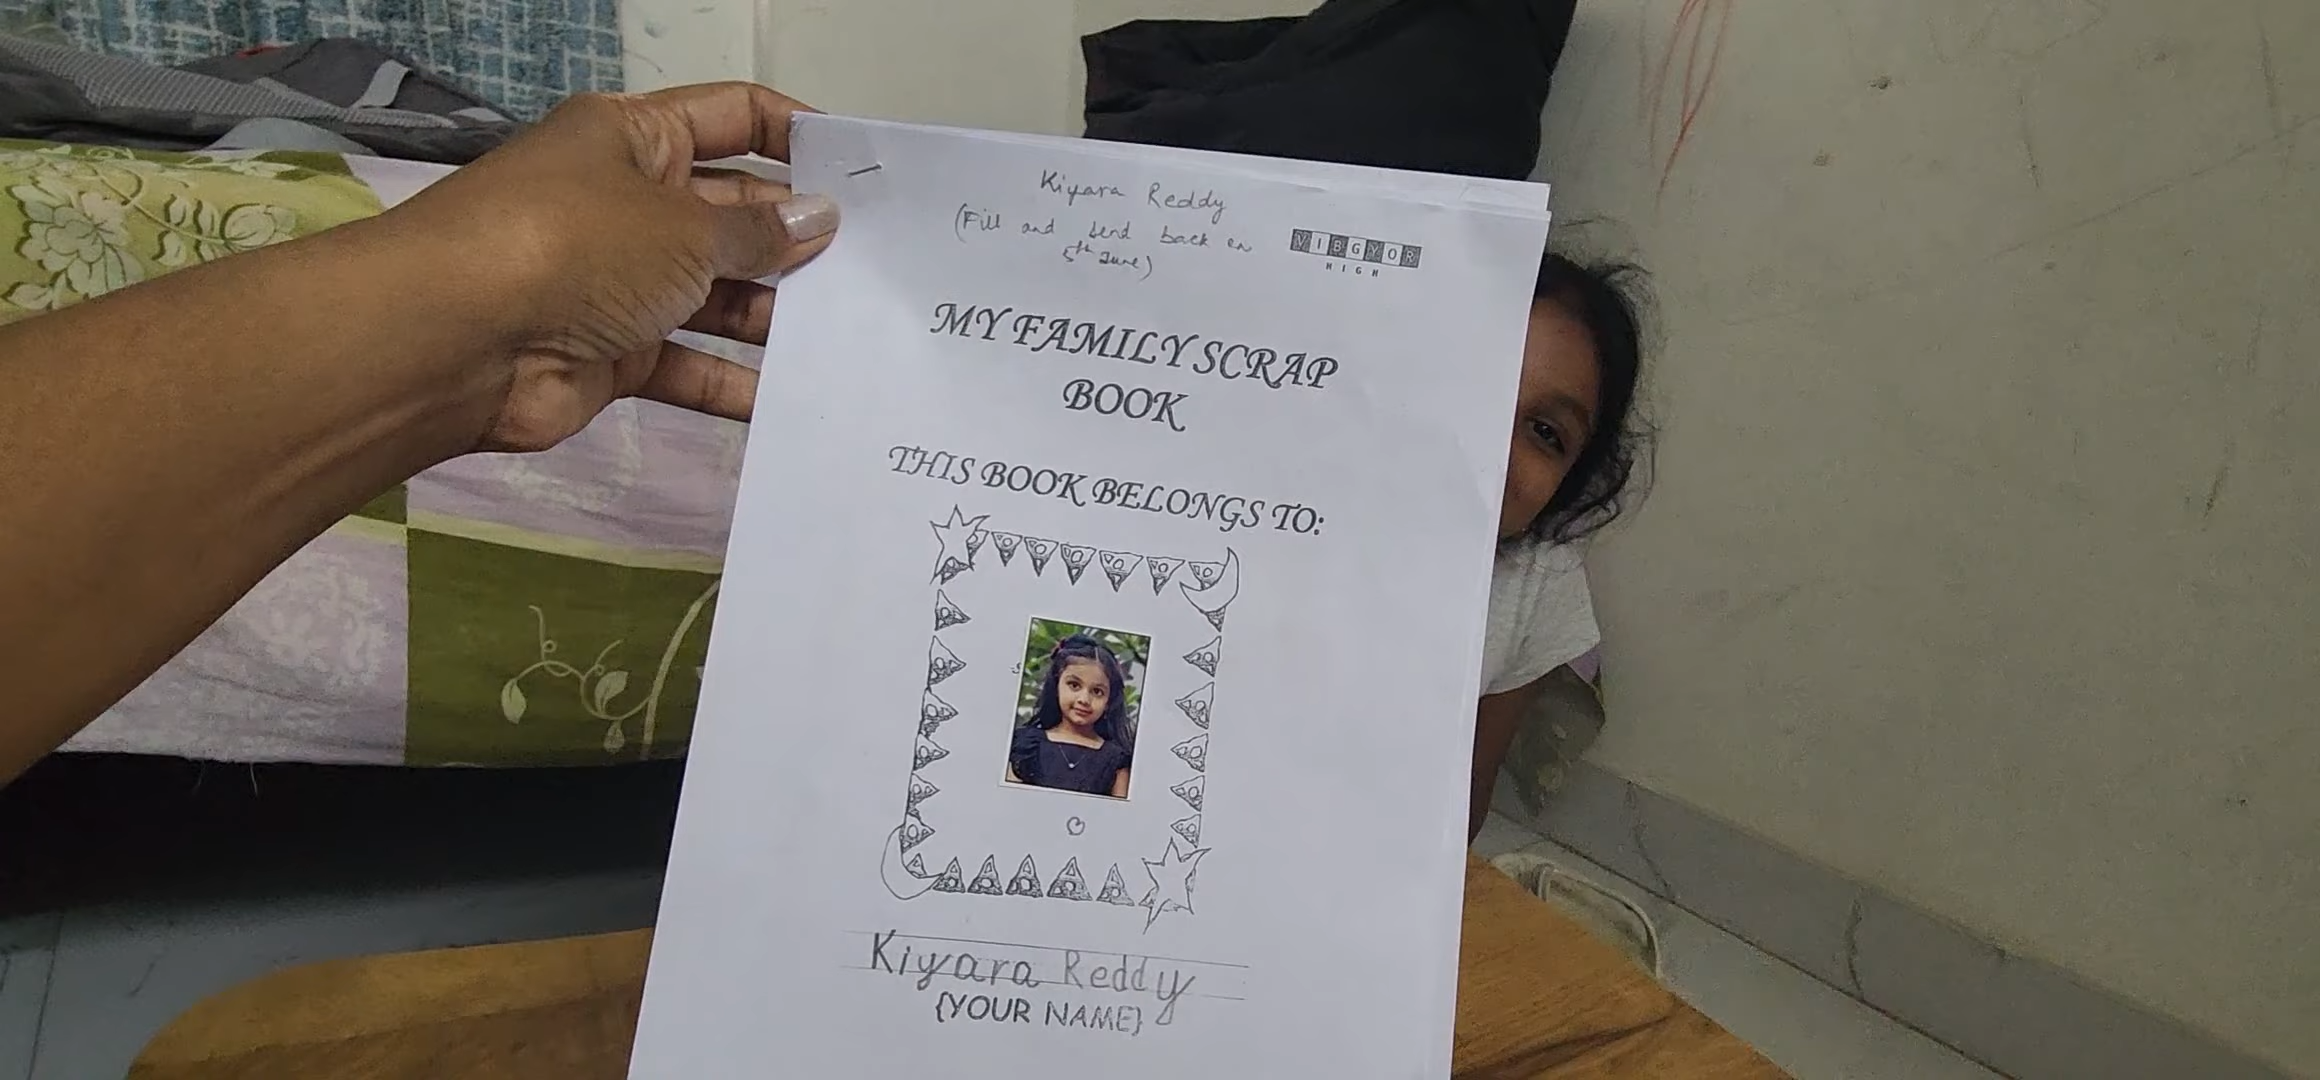 Kiyara Reddy
(Fill and send back on
5th June)
VIBGYOR
HIGH
MY FAMILY SCRAP
BOOK
THIS BOOK BELONGS TO:
Kiyara Reddy
{YOUR NAME}